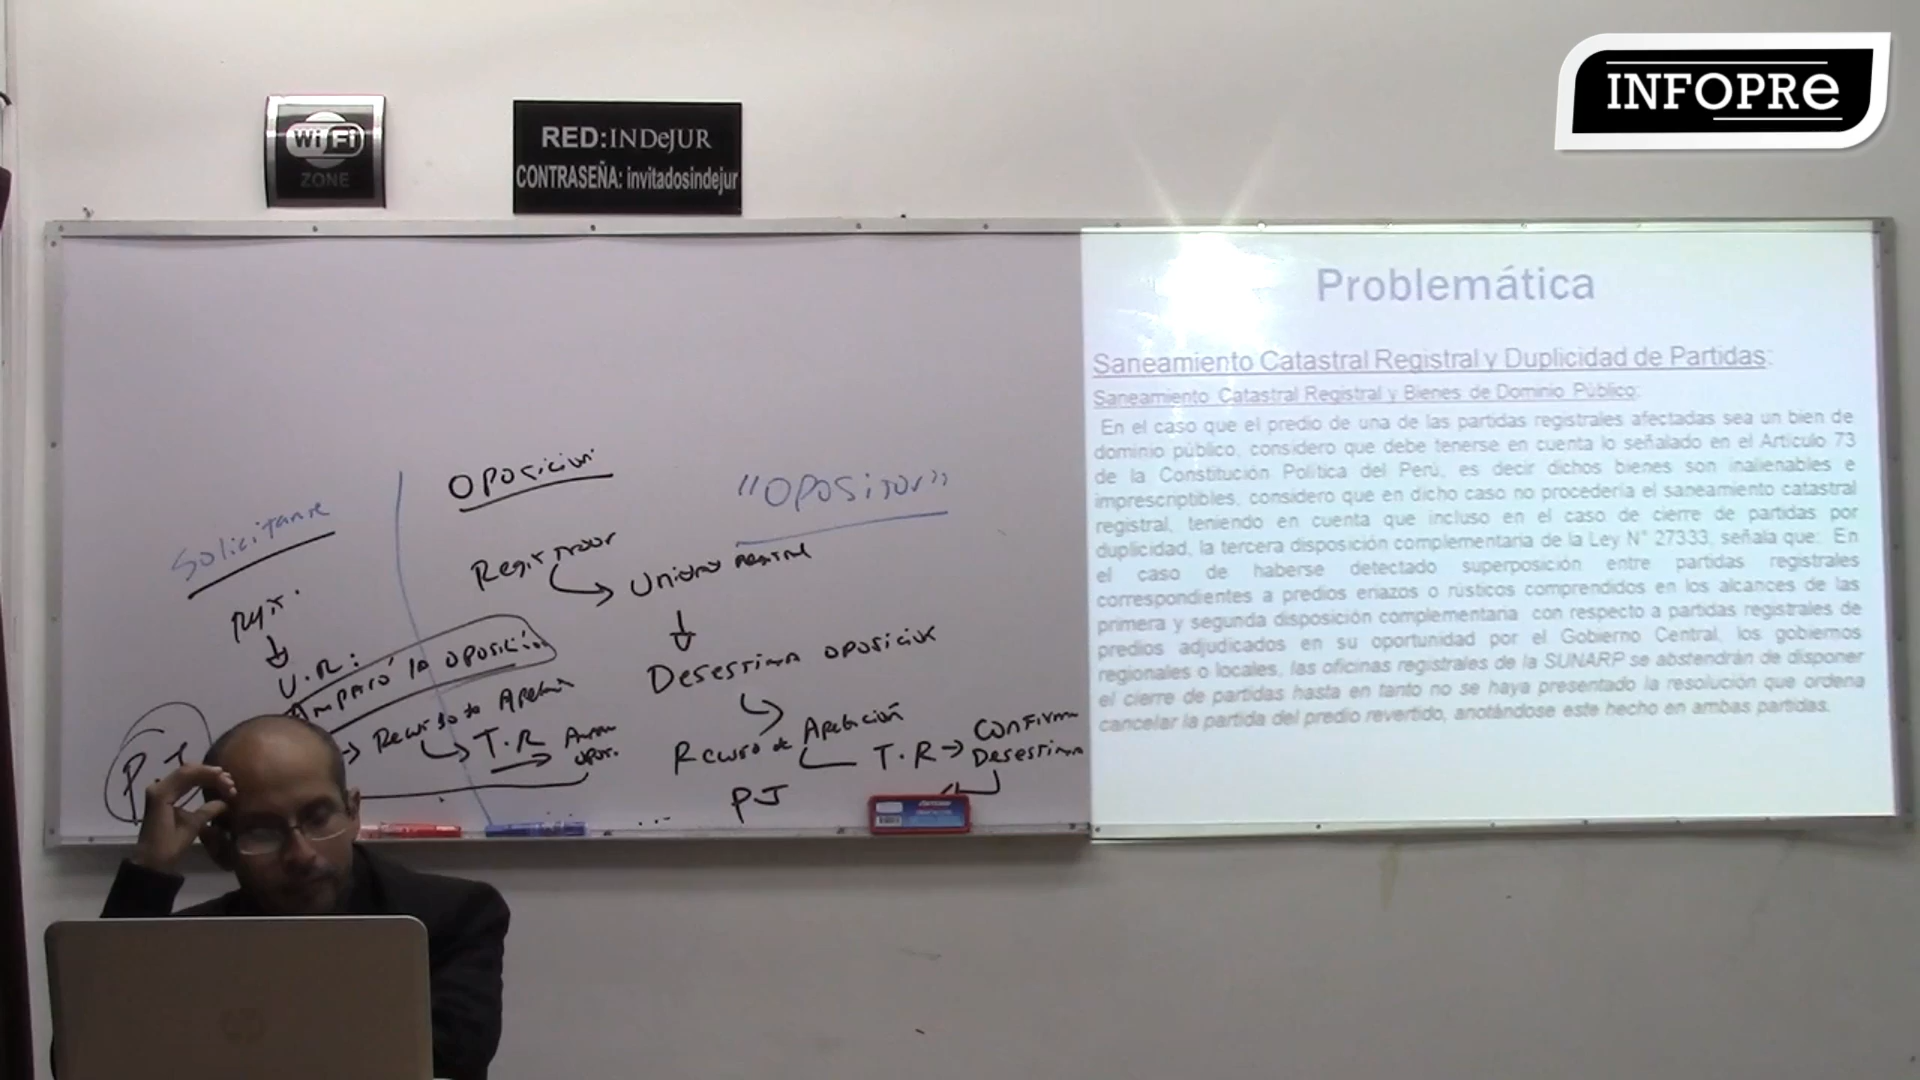 INFOPRe
WiFi
ZONE
RED:INDeJUR
CONTRASEÑA: invitadosindejur
Problemática
Saneamiento Catastral Registral y Duplicidad de Partidas:
Saneamiento Catastral Registral y Bienes de Dominio Público:
En el caso que el predio de una de las partidas registrales afectadas sea un bien de
dominio público, considero que debe tenerse en cuenta lo señalado en el Artículo 73
de la Constitución Política del Perú, es decir dichos bienes son inalienables e
imprescriptibles, considero que en dicho caso no procedería el saneamiento catastral
registral, teniendo en cuenta que incluso en el caso de cierre de partidas por
duplicidad, la tercera disposición complementaria de la Ley N° 27333, señala que: En
el caso de haberse detectado superposición entre partidas registrales
correspondientes a predios eriazos o rústicos comprendidos en los alcances de las
primera y segunda disposición complementaria con respecto a partidas registrales de
predios adjudicados en su oportunidad por el Gobierno Central, los gobiernos
regionales o locales, las oficinas registrales de la SUNARP se abstendrán de disponer
el cierre de partidas hasta en tanto no se haya presentado la resolución que ordena
cancelar la partida del predio revertido, anotándose este hecho en ambas partidas.
Oposición
"Opositor"
Solicitante
Registrador
Unidad Registral
U.R:
Amparó la oposición
Desestima oposición
Recurso de Apelación
T.R
Recurso de Apelación
T.R → Confirma
Desestima
P.J
PJ